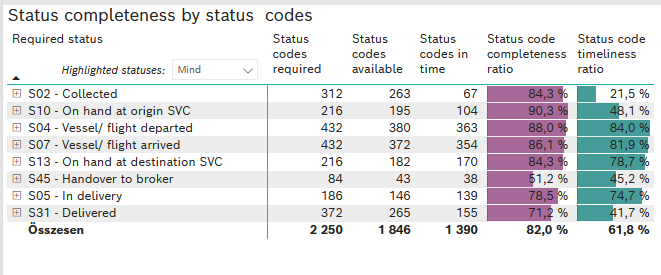 Status completeness by status codes
Required status Status codes required Status codes available Status codes in time Status code completeness ratio Status code timeliness ratio
Highlighted statuses: Mind
S02 - Collected 312 263 67 84,3 % 21,5 %
S10 - On hand at origin SVC 216 195 104 90,3 % 48,1 %
S04 - Vessel/ flight departed 432 380 363 88,0 % 84,0 %
S07 - Vessel/ flight arrived 432 372 354 86,1 % 81,9 %
S13 - On hand at destination SVC 216 182 170 84,3 % 78,7 %
S45 - Handover to broker 84 43 38 51,2 % 45,2 %
S05 - In delivery 186 146 139 78,5 % 74,7 %
S31 - Delivered 372 265 155 71,2 % 41,7 %
Összesen 2 250 1 846 1 390 82,0 % 61,8 %